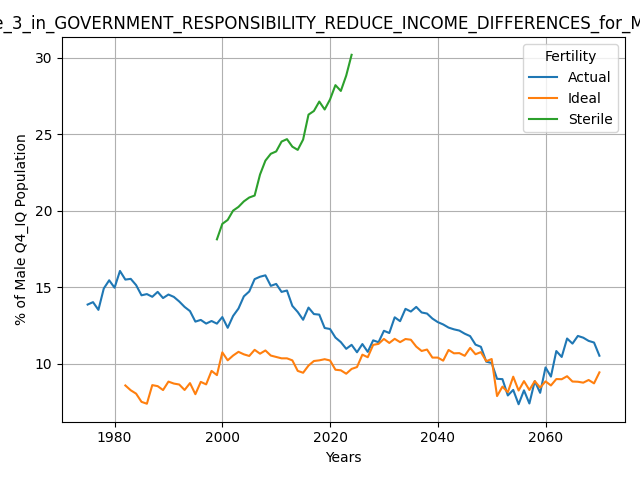 e_3_in_GOVERNMENT_RESPONSIBILITY_REDUCE_INCOME_DIFFERENCES_for_M
Fertility
Actual
Ideal
Sterile
% of Male Q4_IQ Population
30
25
20
15
10
1980
2000
2020
2040
2060
Years